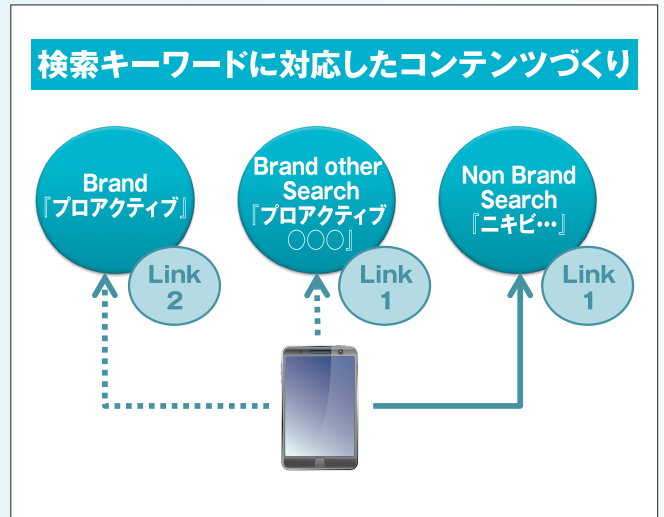 検索キーワードに対応したコンテンツづくり
Brand
『プロアクティブ』
Link
2
Brand other
Search
『プロアクティブ
○○○』
Link
1
Non Brand
Search
『ニキビ…』
Link
1